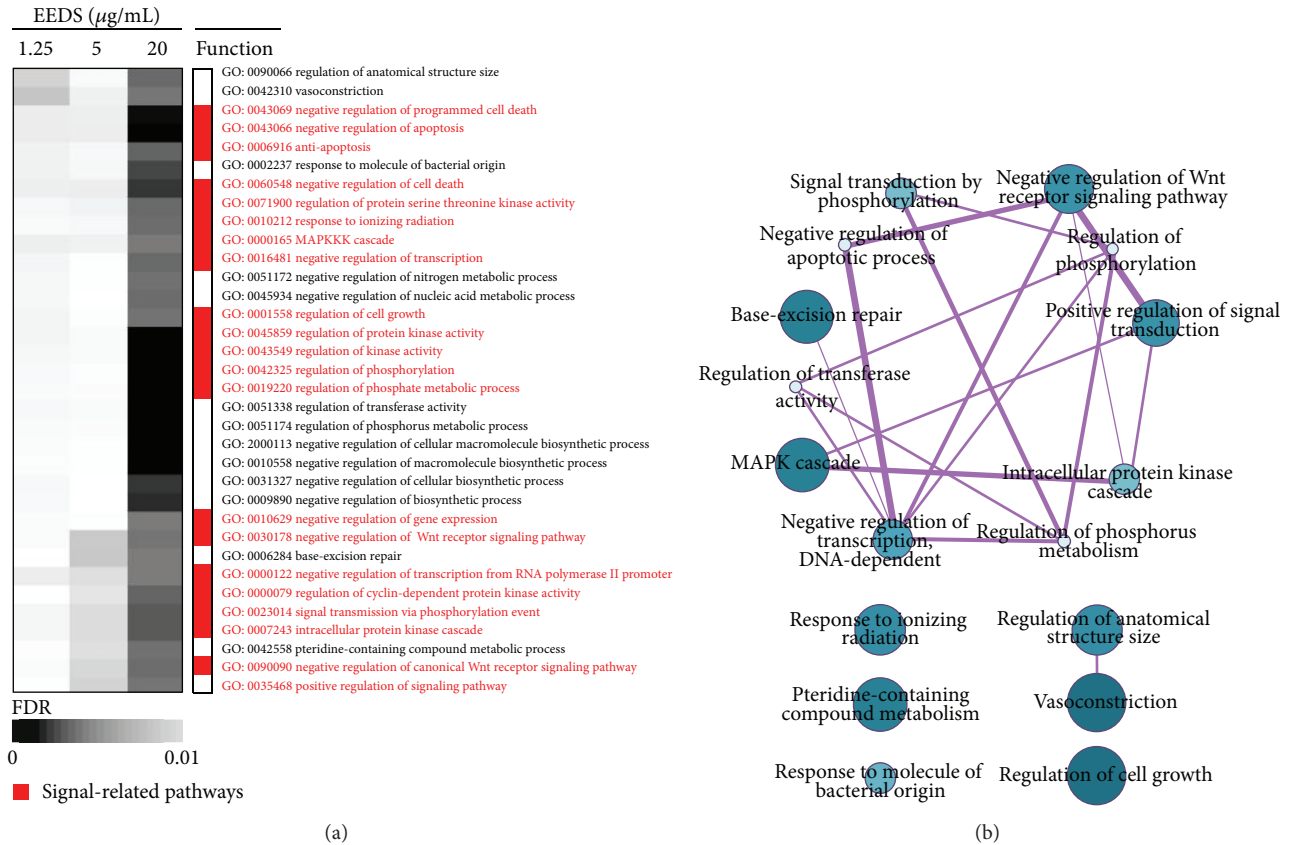 EEDS (μg/mL)
1.25 5 20 Function
GO: 0090066 regulation of anatomical structure size
GO: 0042310 vasoconstriction
GO: 0043069 negative regulation of programmed cell death
GO: 0043066 negative regulation of apoptosis
GO: 0006916 anti-apoptosis
GO: 0002237 response to molecule of bacterial origin
GO: 0060548 negative regulation of cell death
GO: 0071900 regulation of protein serine threonine kinase activity
GO: 0010212 response to ionizing radiation
GO: 0000165 MAPKKK cascade
GO: 0016481 negative regulation of transcription
GO: 0051172 negative regulation of nitrogen metabolic process
GO: 0045934 negative regulation of nucleic acid metabolic process
GO: 0001558 regulation of cell growth
GO: 0045859 regulation of protein kinase activity
GO: 0043549 regulation of kinase activity
GO: 0042325 regulation of phosphorylation
GO: 0019220 regulation of phosphate metabolic process
GO: 0051338 regulation of transferase activity
GO: 0051174 regulation of phosphorus metabolic process
GO: 2000113 negative regulation of cellular macromolecule biosynthetic process
GO: 0010558 negative regulation of macromolecule biosynthetic process
GO: 0031327 negative regulation of cellular biosynthetic process
GO: 0009890 negative regulation of biosynthetic process
GO: 0010629 negative regulation of gene expression
GO: 0030178 negative regulation of Wnt receptor signaling pathway
GO: 0006284 base-excision repair
GO: 0000122 negative regulation of transcription from RNA polymerase II promoter
GO: 0000079 regulation of cyclin-dependent protein kinase activity
GO: 0023014 signal transmission via phosphorylation event
GO: 0007243 intracellular protein kinase cascade
GO: 0042558 pteridine-containing compound metabolic process
GO: 0090090 negative regulation of canonical Wnt receptor signaling pathway
GO: 0035468 positive regulation of signaling pathway
FDR
0 0.01
Signal-related pathways
(a)
Signal transduction by
phosphorylation
Negative regulation of Wnt
receptor signaling pathway
Negative regulation of
apoptotic process
Regulation of
phosphorylation
Base-excision repair
Positive regulation of signal
transduction
Regulation of transferase
activity
MAPK cascade
Intracellular protein kinase
cascade
Negative regulation of
transcription,
DNA-dependent
Regulation of phosphorus
metabolism
Response to ionizing
radiation
Regulation of anatomical
structure size
Pteridine-containing
compound metabolism
Vasoconstriction
Response to molecule of
bacterial origin
Regulation of cell growth
(b)